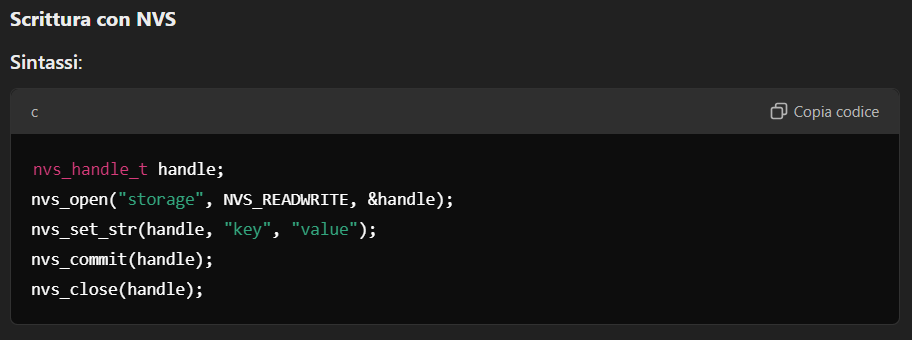 Scrittura con NVS
Sintassi:
c
Copia codice
nvs_handle_t handle;
nvs_open("storage", NVS_READWRITE, &handle);
nvs_set_str(handle, "key", "value");
nvs_commit(handle);
nvs_close(handle);